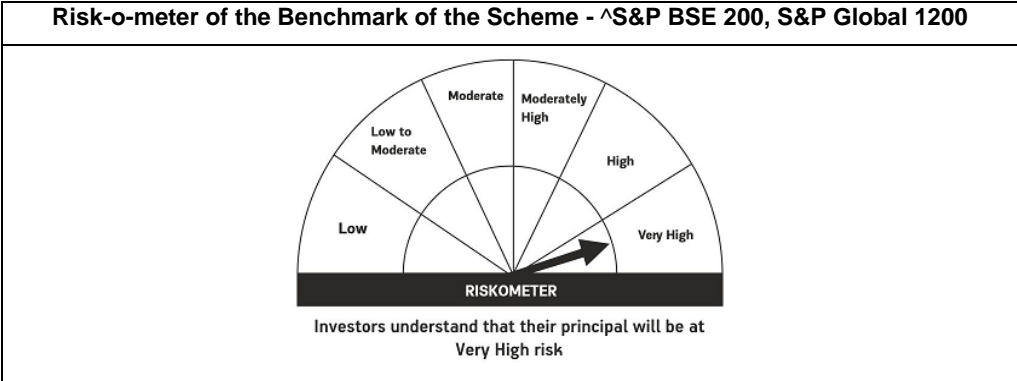 Risk-o-meter of the Benchmark of the Scheme - ^S&P BSE 200, S&P Global 1200
Moderate
Moderately
High
Low to
Moderate
High
Low
Very High
RISKOMETER
Investors understand that their principal will be at
Very High risk